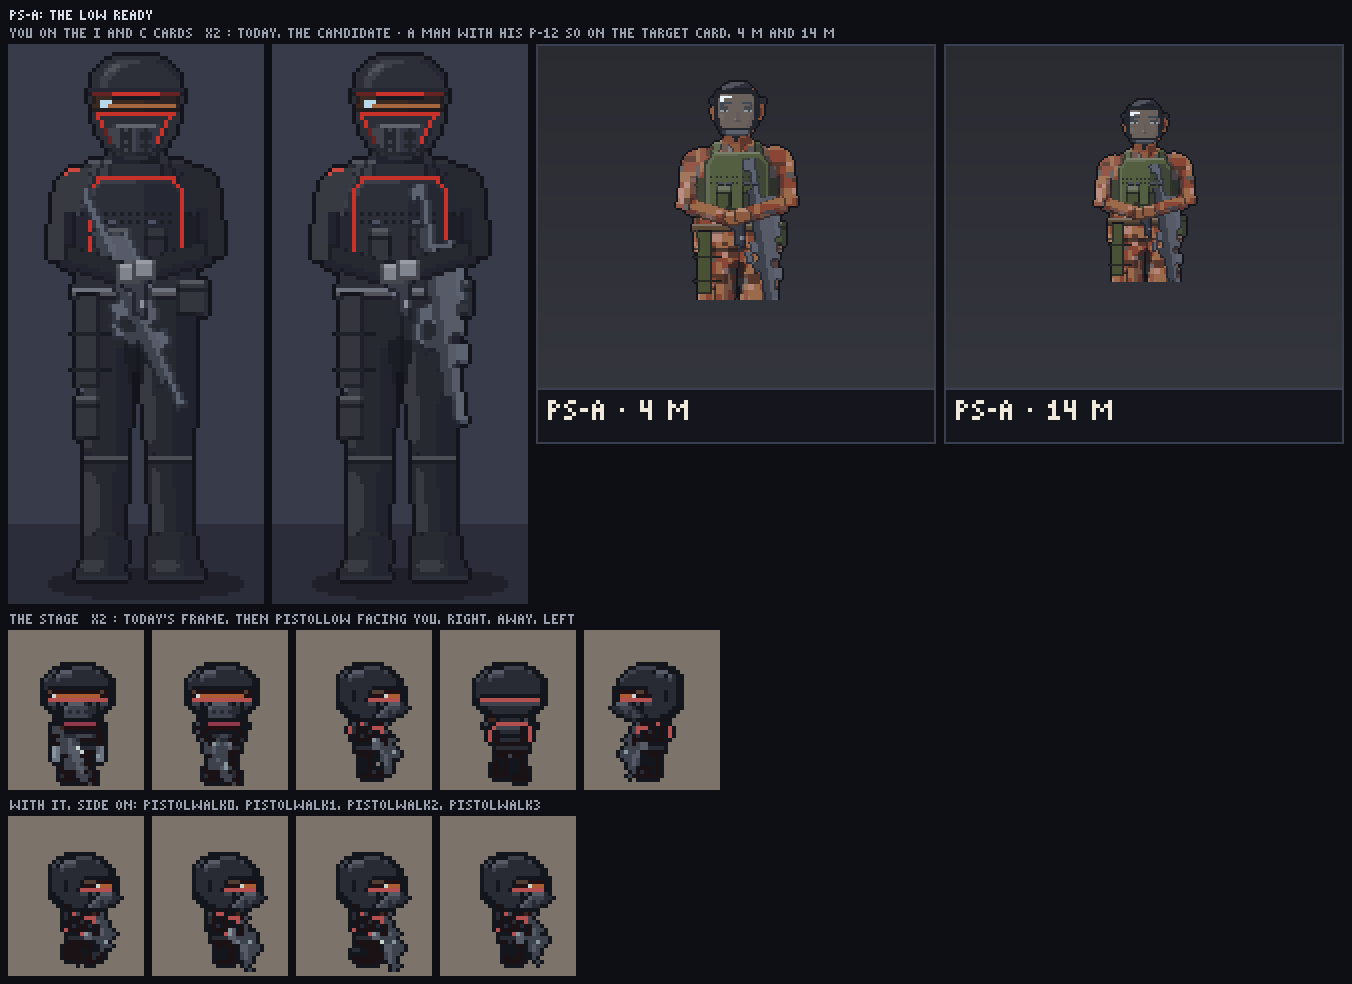 PS-A: THE LOW READY
YOU ON THE I AND C CARDS X2 : TODAY, THE CANDIDATE · A MAN WITH HIS P-12 SO ON THE TARGET CARD, 4 M AND 14 M
PS-A · 4 M
PS-A · 14 M
THE STAGE X2 : TODAY'S FRAME, THEN PISTOLLOW FACING YOU, RIGHT, AWAY, LEFT
WITH IT, SIDE ON: PISTOLWALK0, PISTOLWALK1, PISTOLWALK2, PISTOLWALK3